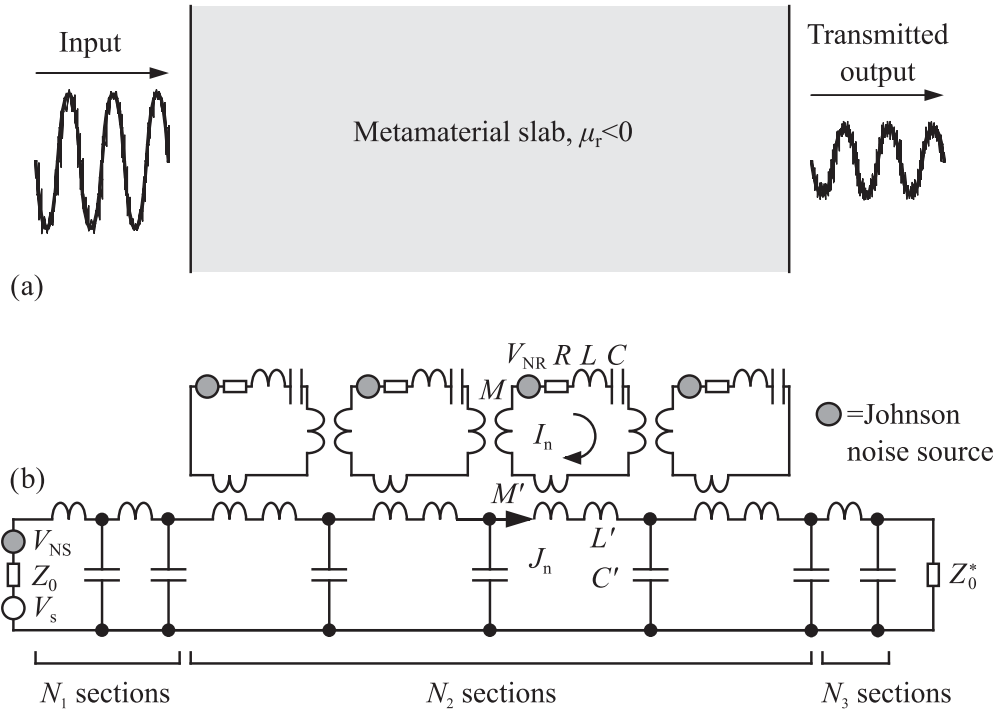 Input
Transmitted
output
Metamaterial slab, μr<0
(a)
VNR R L C
M
In
=Johnson
noise source
(b)
M'
VNS
L'
Jn
Z0
C'
Z0*
Vs
N1 sections
N2 sections
N3 sections